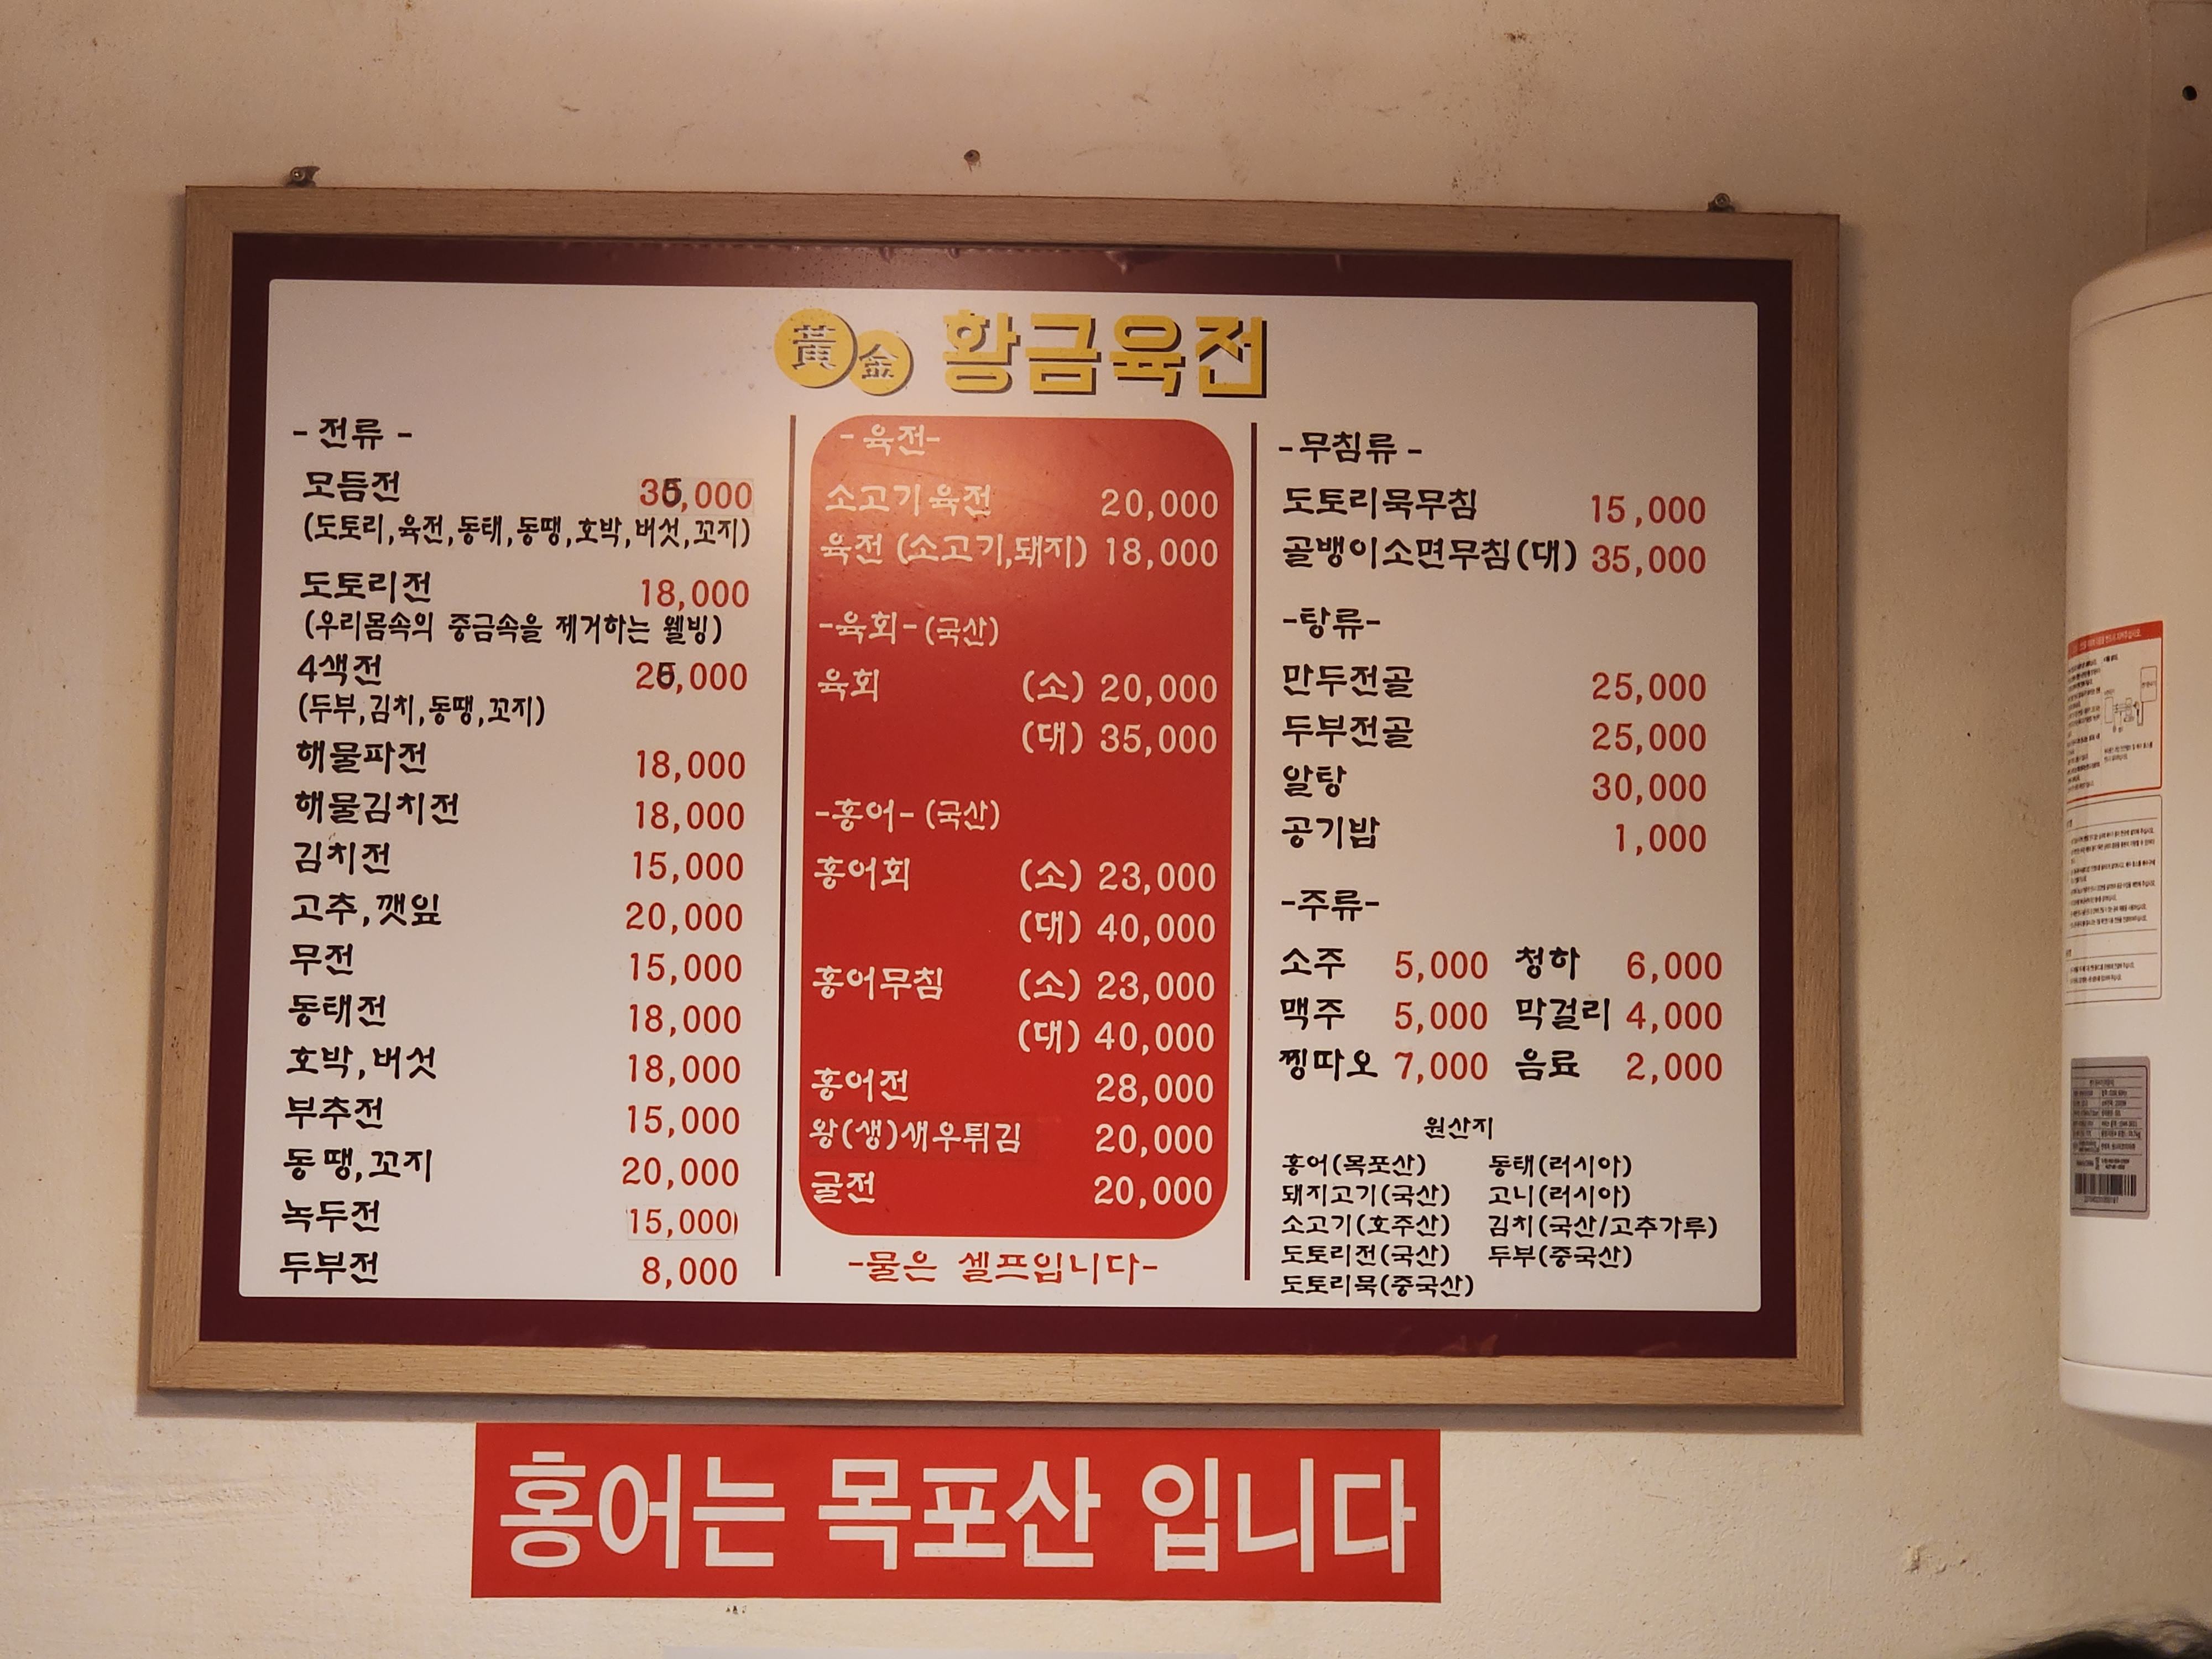 黃金 황금육전
- 전류 -
모듬전 35,000
(도토리,육전,동태,동땡,호박,버섯,꼬지)
도토리전 18,000
(우리몸속의 중금속을 제거하는 웰빙)
4색전 25,000
(두부,김치,동땡,꼬지)
해물파전 18,000
해물김치전 18,000
김치전 15,000
고추,깻잎 20,000
무전 15,000
동태전 18,000
호박,버섯 18,000
부추전 15,000
동땡,꼬지 20,000
녹두전 15,000
두부전 8,000
- 육전-
소고기육전 20,000
육전 (소고기,돼지) 18,000
-육회- (국산)
육회 (소) 20,000
(대) 35,000
-홍어- (국산)
홍어회 (소) 23,000
(대) 40,000
홍어무침 (소) 23,000
(대) 40,000
홍어전 28,000
왕(생)새우튀김 20,000
굴전 20,000
-물은 셀프입니다-
-무침류 -
도토리묵무침 15,000
골뱅이소면무침(대) 35,000
-탕류-
만두전골 25,000
두부전골 25,000
알탕 30,000
공기밥 1,000
-주류-
소주 5,000 청하 6,000
맥주 5,000 막걸리 4,000
찡따오 7,000 음료 2,000
원산지
홍어(목포산) 동태(러시아)
돼지고기(국산) 고니(러시아)
소고기(호주산) 김치(국산/고추가루)
도토리전(국산) 두부(중국산)
도토리묵(중국산)
홍어는 목포산 입니다